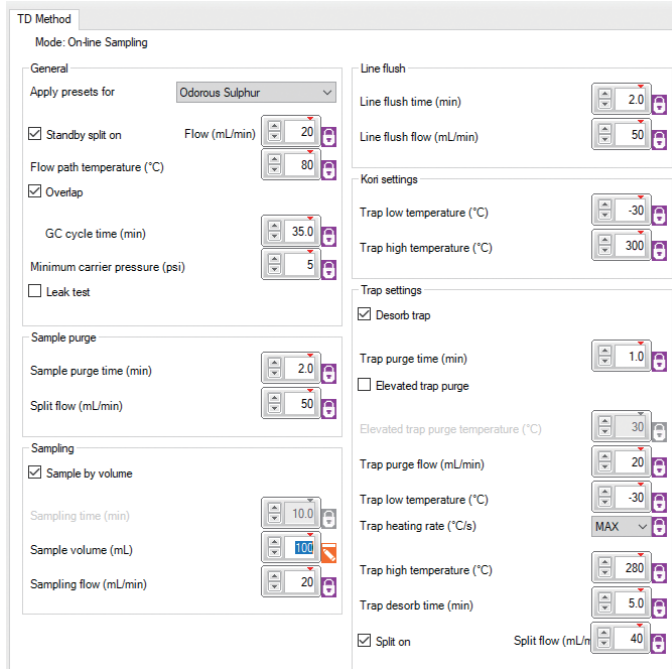 TD Method
Mode: On-line Sampling
General
Apply presets for Odorous Sulphur
Standby split on Flow (mL/min) 20
Flow path temperature (°C) 80
Overlap
GC cycle time (min) 35.0
Minimum carrier pressure (psi) 5
Leak test
Sample purge
Sample purge time (min) 2.0
Split flow (mL/min) 50
Sampling
Sample by volume
Sampling time (min) 10.0
Sample volume (mL) 100
Sampling flow (mL/min) 20
Line flush
Line flush time (min) 2.0
Line flush flow (mL/min) 50
Kori settings
Trap low temperature (°C) -30
Trap high temperature (°C) 300
Trap settings
Desorb trap
Trap purge time (min) 1.0
Elevated trap purge
Elevated trap purge temperature (°C) 30
Trap purge flow (mL/min) 20
Trap low temperature (°C) -30
Trap heating rate (°C/s) MAX
Trap high temperature (°C) 280
Trap desorb time (min) 5.0
Split on Split flow (mL/m 40